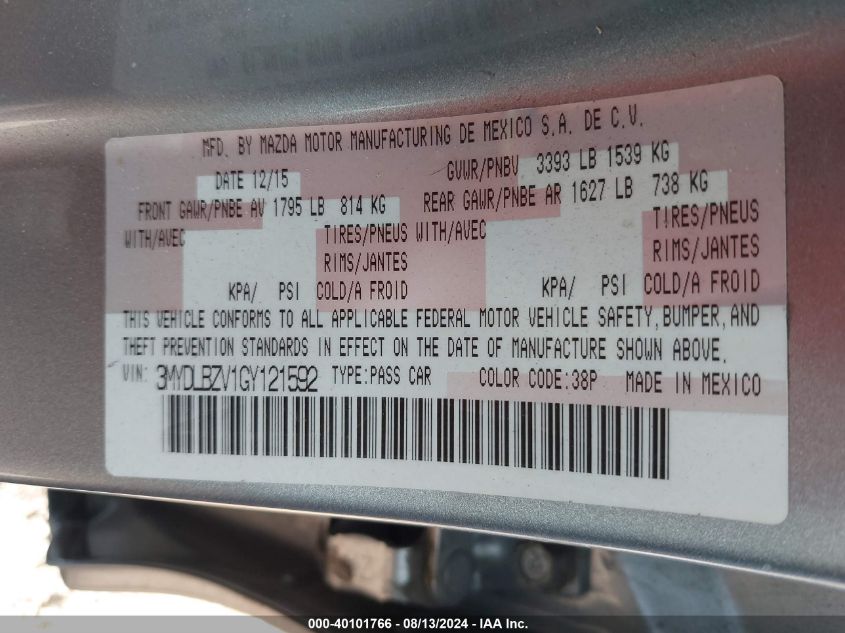 MFD. BY MAZDA MOTOR MANUFACTURING DE MEXICO S.A. DE C.V.
DATE 12/15 GVWR/PNBV 3393 LB 1539 KG
FRONT GAWR/PNBE AV 1795 LB 814 KG REAR GAWR/PNBE AR 1627 LB 738 KG
WITH/AVEC TIRES/PNEUS WITH/AVEC TIRES/PNEUS
RIMS/JANTES RIMS/JANTES
KPA/ PSI COLD/A FROID KPA/ PSI COLD/A FROID
THIS VEHICLE CONFORMS TO ALL APPLICABLE FEDERAL MOTOR VEHICLE SAFETY, BUMPER, AND
THEFT PREVENTION STANDARDS IN EFFECT ON THE DATE OF MANUFACTURE SHOWN ABOVE.
VIN: 3MYDLBZV1GY121592 TYPE:PASS CAR COLOR CODE:38P MADE IN MEXICO
000-40101766 - 08/13/2024 - IAA Inc.